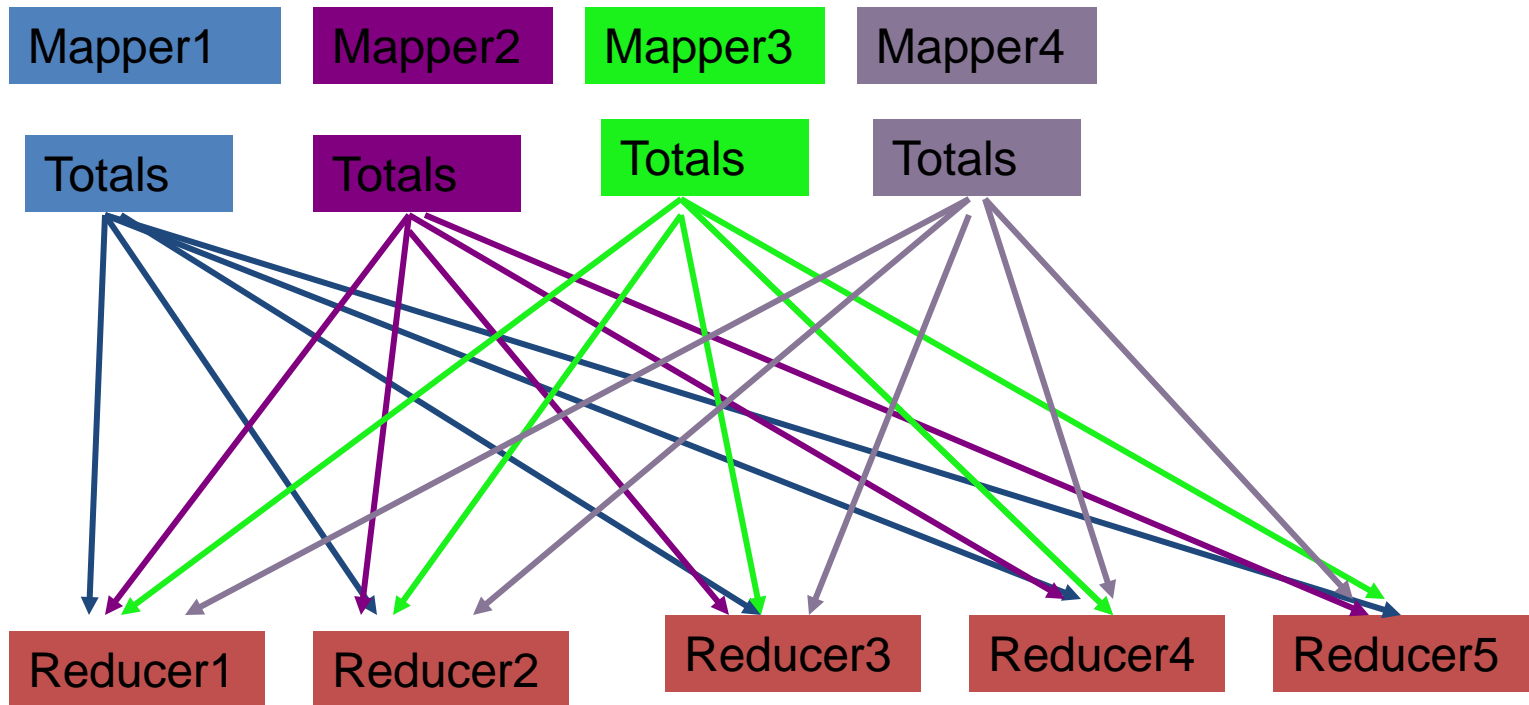 Mapper1
Mapper2
Mapper3
Mapper4
Totals
Totals
Totals
Totals
Reducer1
Reducer2
Reducer3
Reducer4
Reducer5